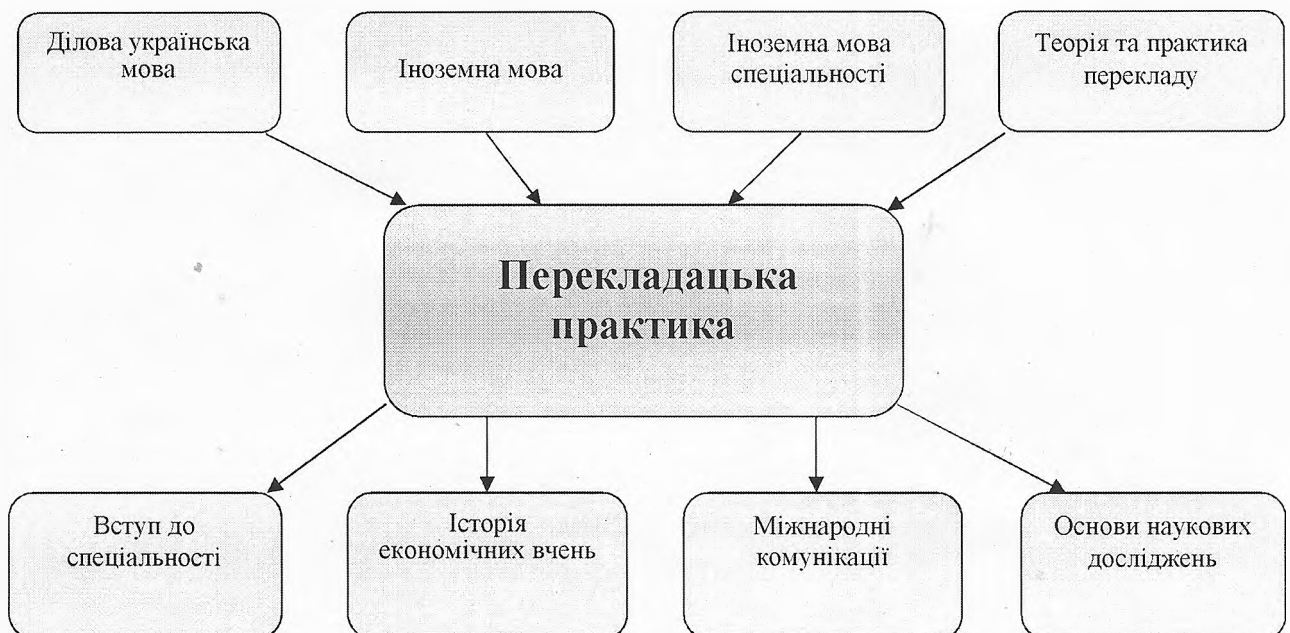 Ділова українська
мова
Іноземна мова
Іноземна мова
спеціальності
Теорія та практика
перекладу
Перекладацька
практика
Вступ до
спеціальності
Історія
економічних вчень
Міжнародні
комунікації
Основи наукових
досліджень